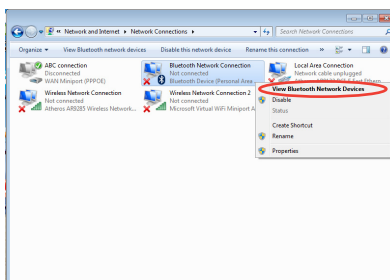 « Network and Internet ▸ Network Connections ▸
Search Network Connections
Organize ▾ View Bluetooth network devices Disable this network device Rename this connection »
ABC connection
Disconnected
WAN Miniport (PPPOE)
Bluetooth Network Connection
Not connected
Bluetooth Device (Personal Area ...
Local Area Connection
Network cable unplugged
Wireless Network Connection
Not connected
Atheros AR9285 Wireless Network...
Wireless Network Connection 2
Not connected
Microsoft Virtual WiFi Miniport A
View Bluetooth Network Devices
Disable
Status
Create Shortcut
Rename
Properties